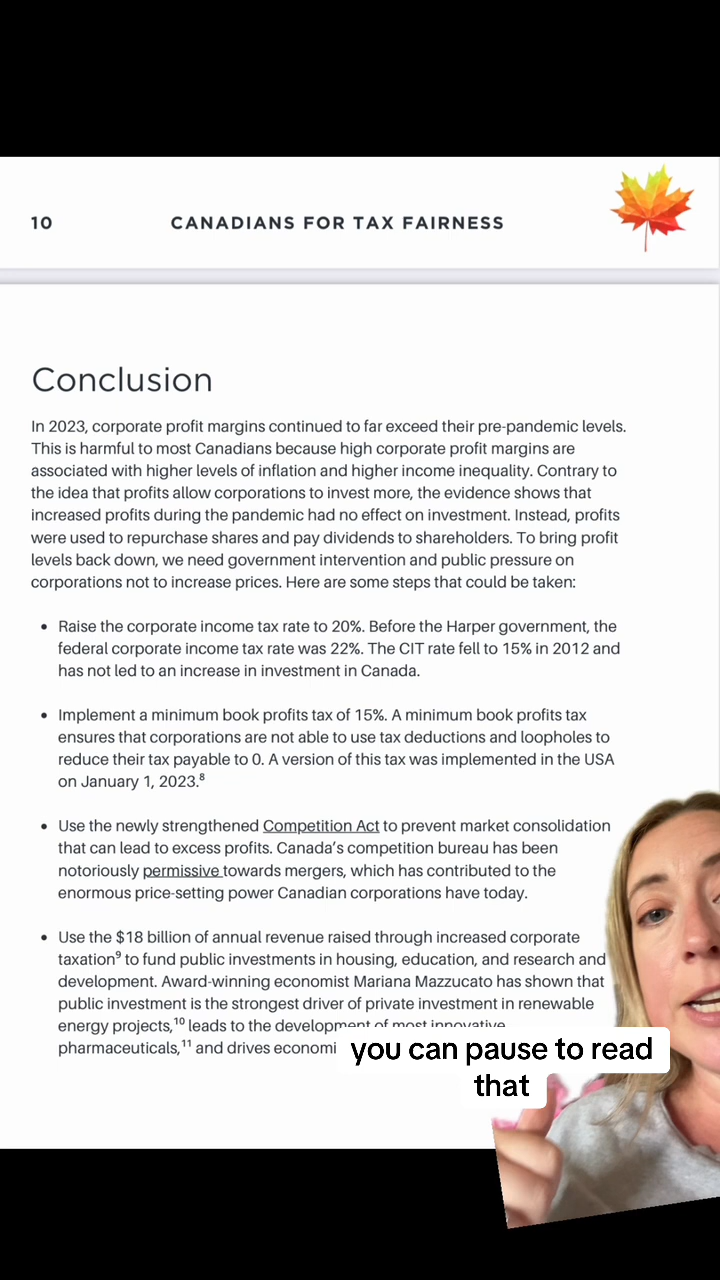 10
CANADIANS FOR TAX FAIRNESS
Conclusion
In 2023, corporate profit margins continued to far exceed their pre-pandemic levels.
This is harmful to most Canadians because high corporate profit margins are
associated with higher levels of inflation and higher income inequality. Contrary to
the idea that profits allow corporations to invest more, the evidence shows that
increased profits during the pandemic had no effect on investment. Instead, profits
were used to repurchase shares and pay dividends to shareholders. To bring profit
levels back down, we need government intervention and public pressure on
corporations not to increase prices. Here are some steps that could be taken:
• Raise the corporate income tax rate to 20%. Before the Harper government, the
federal corporate income tax rate was 22%. The CIT rate fell to 15% in 2012 and
has not led to an increase in investment in Canada.
• Implement a minimum book profits tax of 15%. A minimum book profits tax
ensures that corporations are not able to use tax deductions and loopholes to
reduce their tax payable to 0. A version of this tax was implemented in the USA
on January 1, 2023.⁸
• Use the newly strengthened Competition Act to prevent market consolidation
that can lead to excess profits. Canada's competition bureau has been
notoriously permissive towards mergers, which has contributed to the
enormous price-setting power Canadian corporations have today.
• Use the $18 billion of annual revenue raised through increased corporate
taxation⁹ to fund public investments in housing, education, and research and
development. Award-winning economist Mariana Mazzucato has shown that
public investment is the strongest driver of private investment in renewable
energy projects,¹⁰ leads to the development of most innovative
pharmaceuticals,¹¹ and drives economi
you can pause to read
that